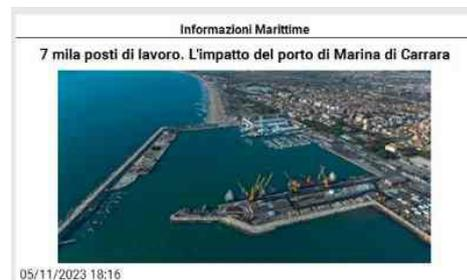 Informazioni Marittime
7 mila posti di lavoro. L'impatto del porto di Marina di Carrara
05/11/2023 18:16